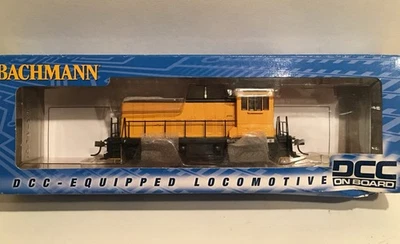 BACHMANN
DCC-EQUIPPED LOCOMOTIVE
DCC
ON BOARD